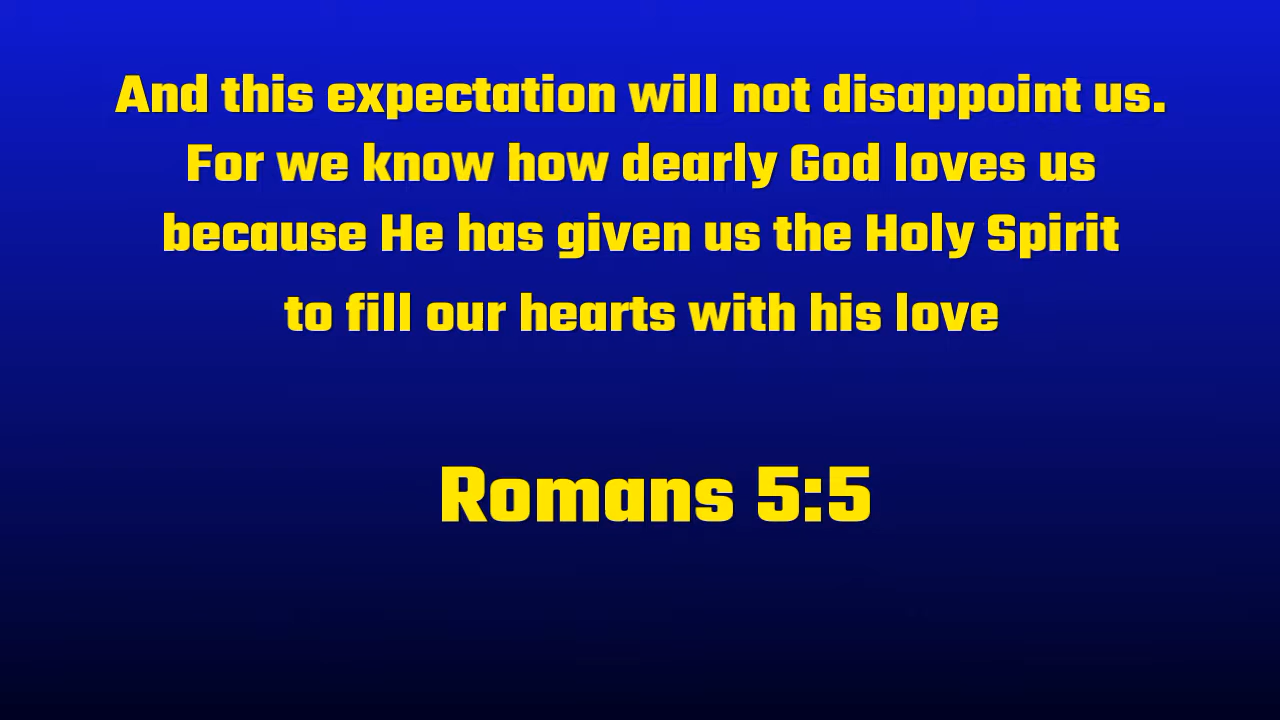 And this expectation will not disappoint us.
For we know how dearly God loves us
because He has given us the Holy Spirit
to fill our hearts with his love
Romans 5:5